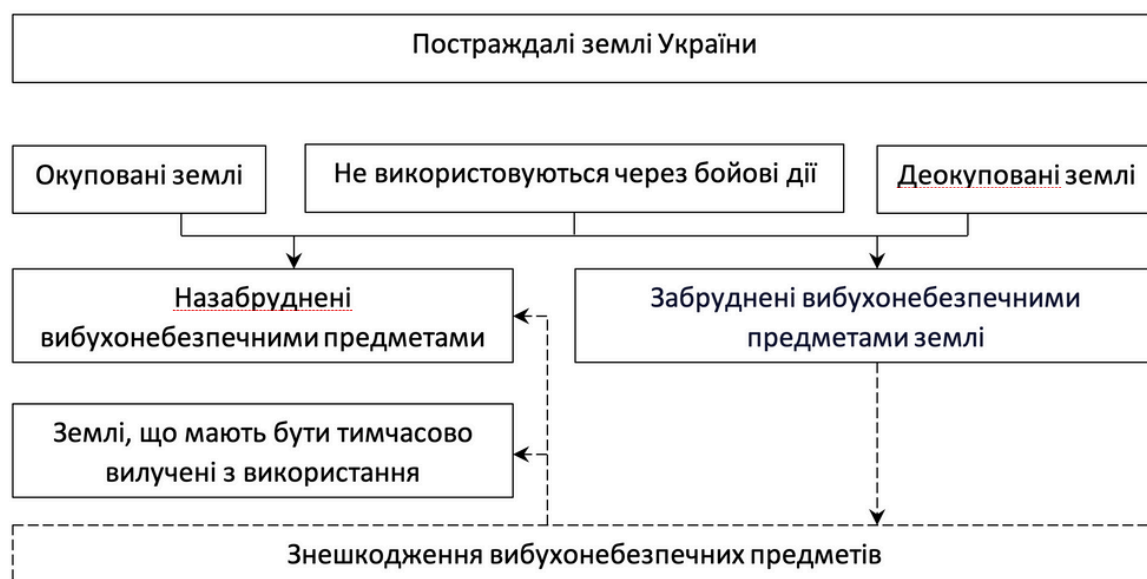 Постраждалі землі України
Окуповані землі
Не використовуються через бойові дії
Деокуповані землі
Назабруднені
вибухонебезпечними предметами
Забруднені вибухонебезпечними
предметами землі
Землі, що мають бути тимчасово
вилучені з використання
Знешкодження вибухонебезпечних предметів